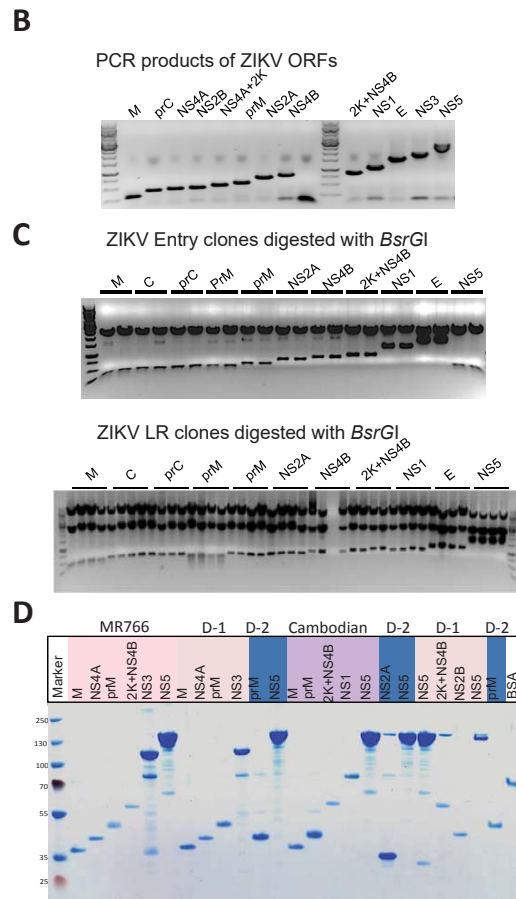 B
PCR products of ZIKV ORFs
M prC NS4A NS2B NS4A+2K prM NS2A NS4B 2K+NS4B NS1 E NS3 NS5
C
ZIKV Entry clones digested with BsrGI
M C prC PrM prM NS2A NS4B 2K+NS4B NS1 E NS5
ZIKV LR clones digested with BsrGI
M C prC prM prM NS2A NS4B 2K+NS4B NS1 E NS5
D
MR766 D-1 D-2 Cambodian D-2 D-1 D-2
Marker M NS4A prM 2K+NS4B NS3 NS5 M NS4A prM NS3 prM NS5 M prM 2K+NS4B NS1 NS5 NS2A NS5 NS5 2K+NS4B NS2B NS5 prM BSA
250
130
100
70
55
35
25